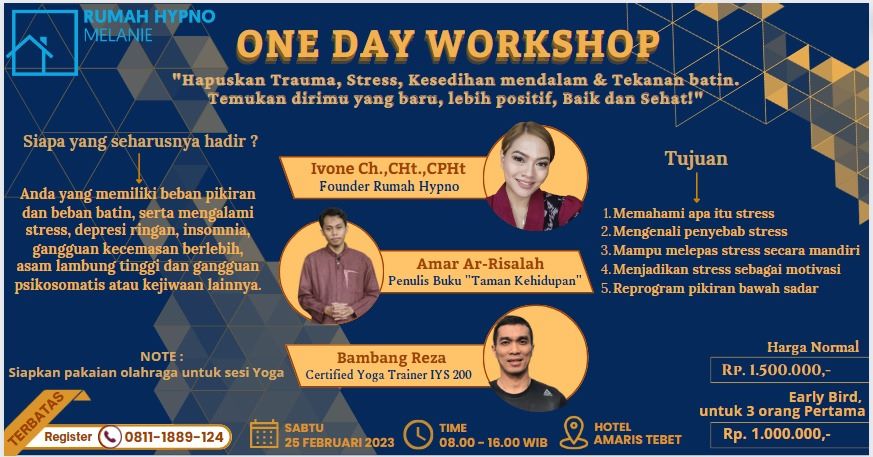 RUMAH HYPNO
MELANIE
ONE DAY WORKSHOP
"Hapuskan Trauma, Stress, Kesedihan mendalam & Tekanan batin.
Temukan dirimu yang baru, lebih positif, Baik dan Sehat!"
Siapa yang seharusnya hadir ?
Anda yang memiliki beban pikiran
dan beban batin, serta mengalami
stress, depresi ringan, insomnia,
gangguan kecemasan berlebih,
asam lambung tinggi dan gangguan
psikosomatis atau kejiwaan lainnya.
NOTE :
Siapkan pakaian olahraga untuk sesi Yoga
Ivone Ch.,CHt.,CPHt
Founder Rumah Hypno
Amar Ar-Risalah
Penulis Buku "Taman Kehidupan"
Bambang Reza
Certified Yoga Trainer IYS 200
Tujuan
1. Memahami apa itu stress
2. Mengenali penyebab stress
3. Mampu melepas stress secara mandiri
4. Menjadikan stress sebagai motivasi
5. Reprogram pikiran bawah sadar
Harga Normal
Rp. 1.500.000,-
Early Bird,
untuk 3 orang Pertama
Rp. 1.000.000,-
TERBATAS
Register 0811-1889-124
SABTU
25 FEBRUARI 2023
TIME
08.00 - 16.00 WIB
HOTEL
AMARIS TEBET